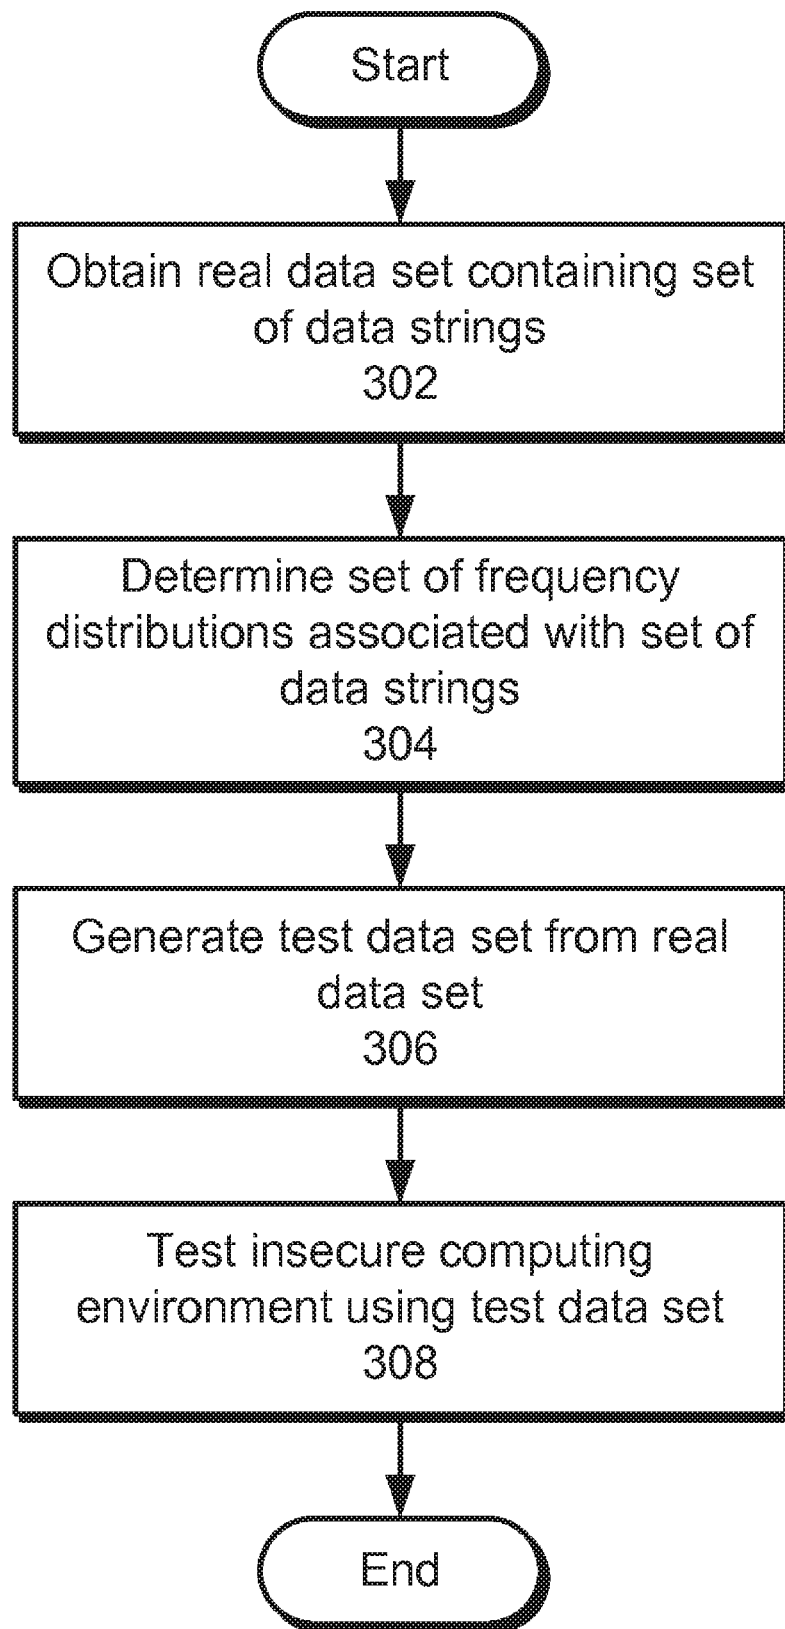 Start
Obtain real data set containing set
of data strings
302
Determine set of frequency
distributions associated with set of
data strings
304
Generate test data set from real
data set
306
Test insecure computing
environment using test data set
308
End